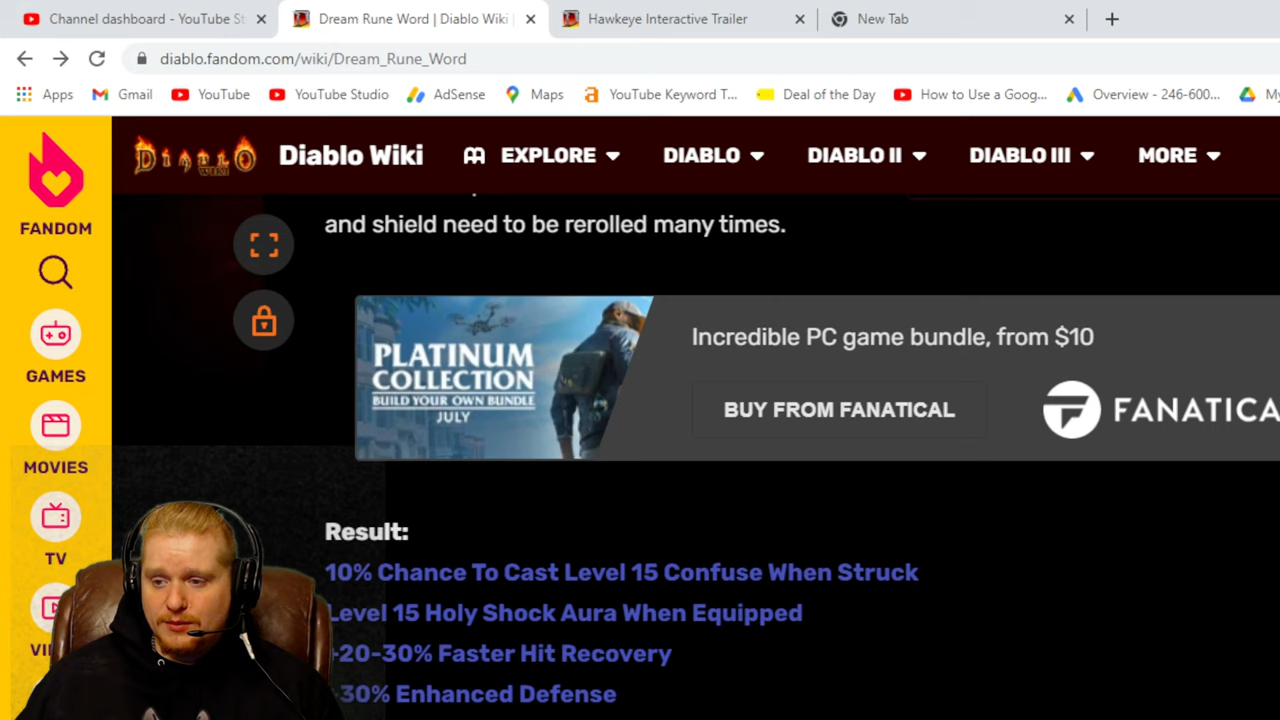 Channel dashboard - YouTube St
Dream Rune Word | Diablo Wiki |
Hawkeye Interactive Trailer
New Tab
diablo.fandom.com/wiki/Dream_Rune_Word
Apps
Gmail
YouTube
YouTube Studio
AdSense
Maps
YouTube Keyword T...
Deal of the Day
How to Use a Goog...
Overview - 246-600...
My
DIABLO
WIKI
Diablo Wiki
EXPLORE
DIABLO
DIABLO II
DIABLO III
MORE
FANDOM
GAMES
MOVIES
TV
VI
and shield need to be rerolled many times.
PLATINUM
COLLECTION
BUILD YOUR OWN BUNDLE
JULY
Incredible PC game bundle, from $10
BUY FROM FANATICAL
FANATICA
Result:
10% Chance To Cast Level 15 Confuse When Struck
Level 15 Holy Shock Aura When Equipped
+20-30% Faster Hit Recovery
+30% Enhanced Defense